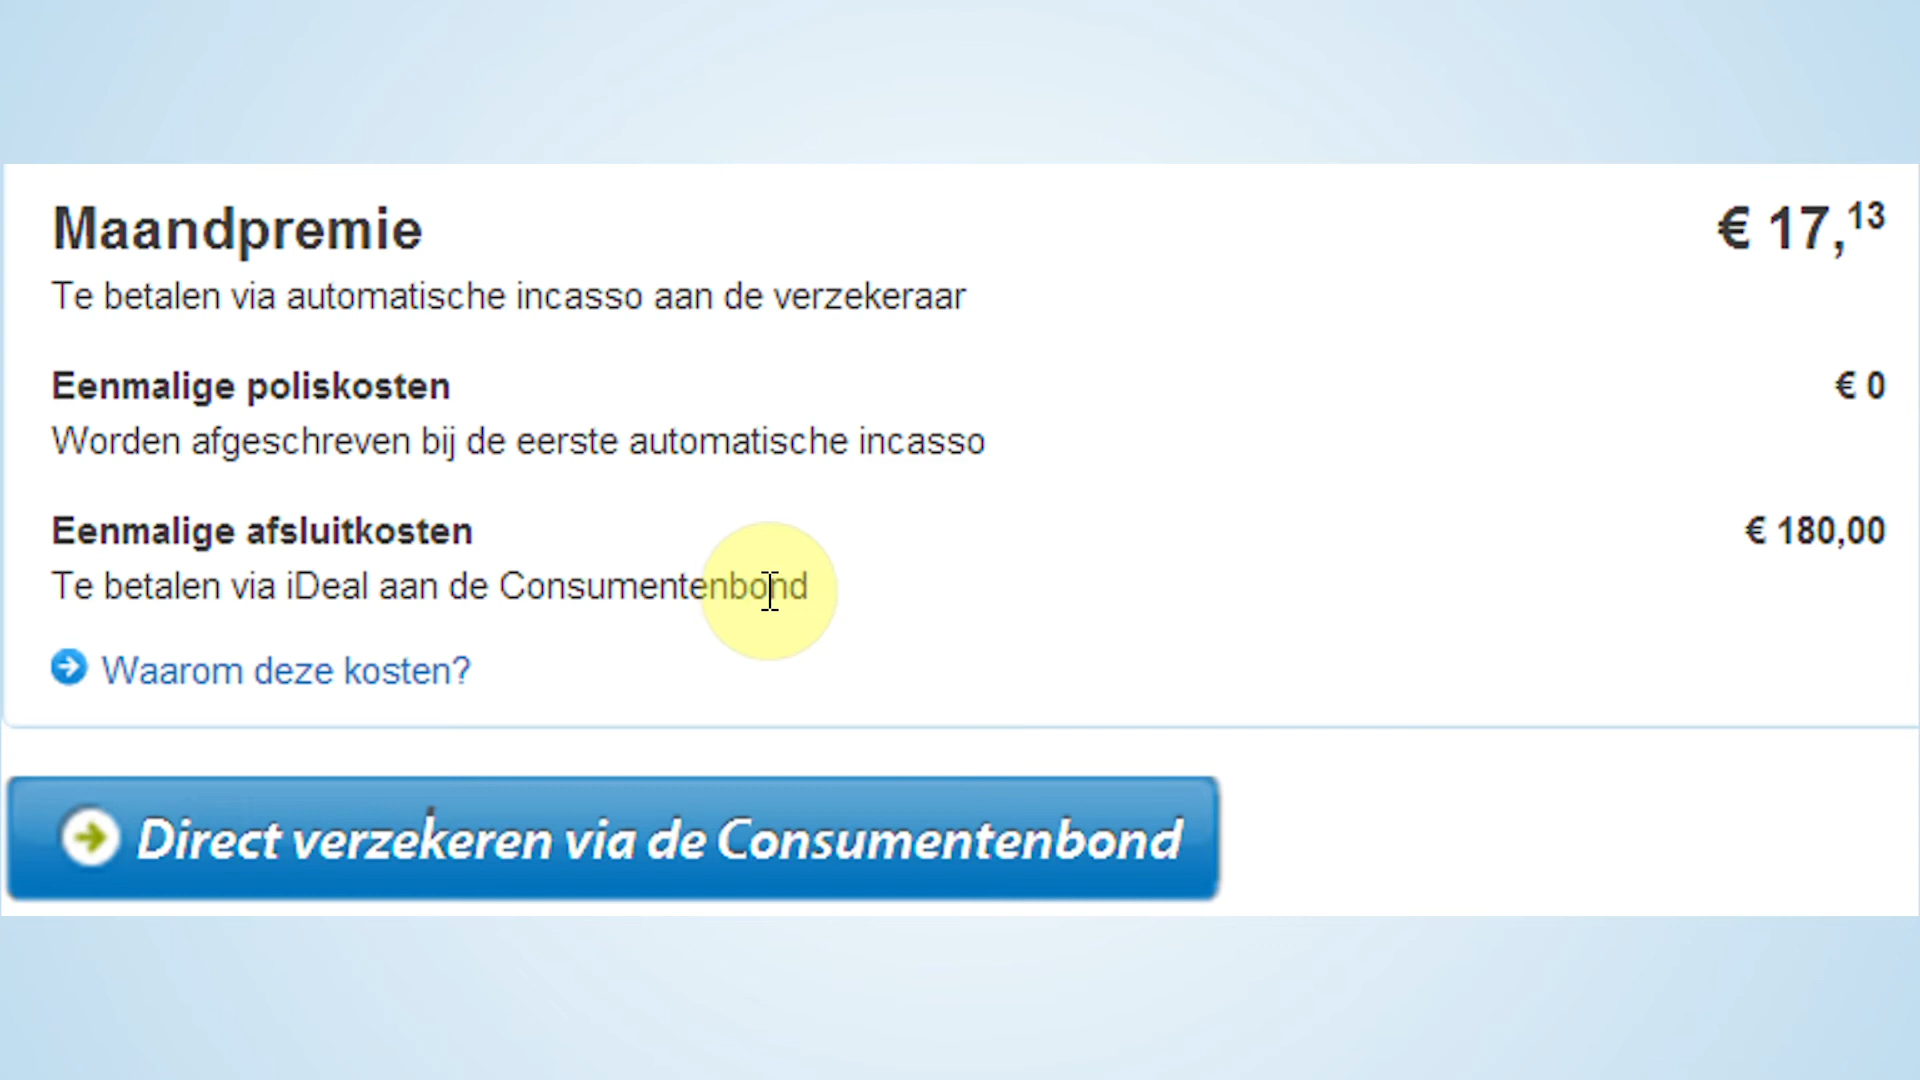 Maandpremie € 17,13
Te betalen via automatische incasso aan de verzekeraar
Eenmalige poliskosten € 0
Worden afgeschreven bij de eerste automatische incasso
Eenmalige afsluitkosten € 180,00
Te betalen via iDeal aan de Consumentenbond
Waarom deze kosten?
Direct verzekeren via de Consumentenbond